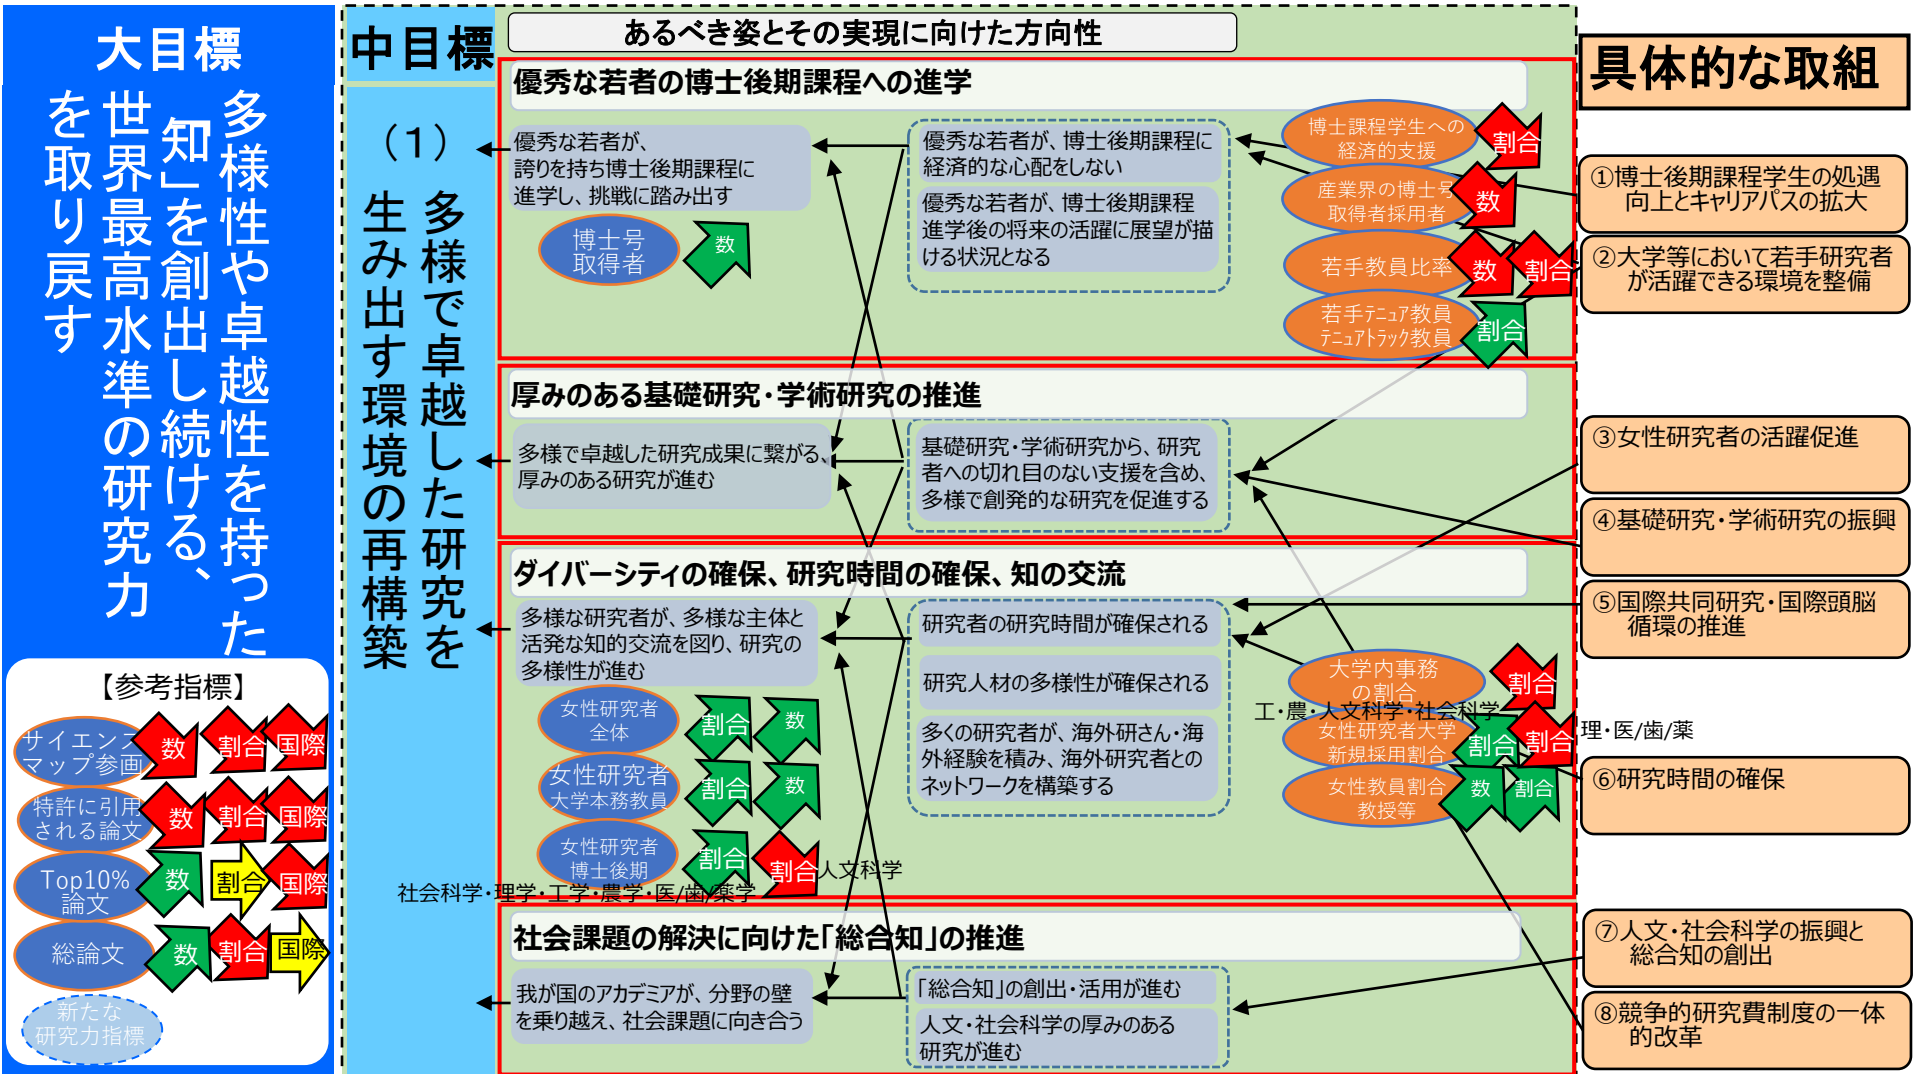 大目標
多様性や卓越性を持った
「知」を創出し続ける、
世界最高水準の研究力
を取り戻す
【参考指標】
サイエンス
マップ参画
数
割合
国際
特許に引用
される論文
数
割合
国際
Top10%
論文
数
割合
国際
総論文
数
割合
国際
新たな
研究力指標
中目標
(1)
多様で卓越した研究を
生み出す環境の再構築
あるべき姿とその実現に向けた方向性
優秀な若者の博士後期課程への進学
優秀な若者が、
誇りを持ち博士後期課程に
進学し、挑戦に踏み出す
博士号
取得者
数
優秀な若者が、博士後期課程に
経済的な心配をしない
優秀な若者が、博士後期課程
進学後の将来の活躍に展望が描
ける状況となる
博士課程学生への
経済的支援
割合
産業界の博士号
取得者採用者
数
若手教員比率
数
割合
若手テニュア教員
テニュアトラック教員
割合
厚みのある基礎研究・学術研究の推進
多様で卓越した研究成果に繋がる、
厚みのある研究が進む
基礎研究・学術研究から、研究
者への切れ目のない支援を含め、
多様で創発的な研究を促進する
ダイバーシティの確保、研究時間の確保、知の交流
多様な研究者が、多様な主体と
活発な知的交流を図り、研究の
多様性が進む
女性研究者
全体
割合
数
女性研究者
大学本務教員
割合
数
女性研究者
博士後期
割合
割合
人文科学
社会科学・理学・工学・農学・医/歯/薬学
研究者の研究時間が確保される
研究人材の多様性が確保される
多くの研究者が、海外研さん・海
外経験を積み、海外研究者との
ネットワークを構築する
大学内事務
の割合
割合
工・農・人文科学・社会科学
女性研究者大学
新規採用割合
割合
割合
理・医/歯/薬
女性教員割合
教授等
数
割合
社会課題の解決に向けた「総合知」の推進
我が国のアカデミアが、分野の壁
を乗り越え、社会課題に向き合う
「総合知」の創出・活用が進む
人文・社会科学の厚みのある
研究が進む
具体的な取組
①博士後期課程学生の処遇
向上とキャリアパスの拡大
②大学等において若手研究者
が活躍できる環境を整備
③女性研究者の活躍促進
④基礎研究・学術研究の振興
⑤国際共同研究・国際頭脳
循環の推進
⑥研究時間の確保
⑦人文・社会科学の振興と
総合知の創出
⑧競争的研究費制度の一体
的改革